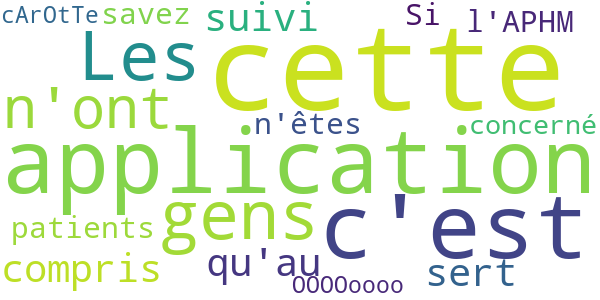 cArOtTe savez suivi Si l'APHM
Les cette
n'ont n'êtes concerné
application
patients gens c'est
compris qu'au OOOOoooo sert